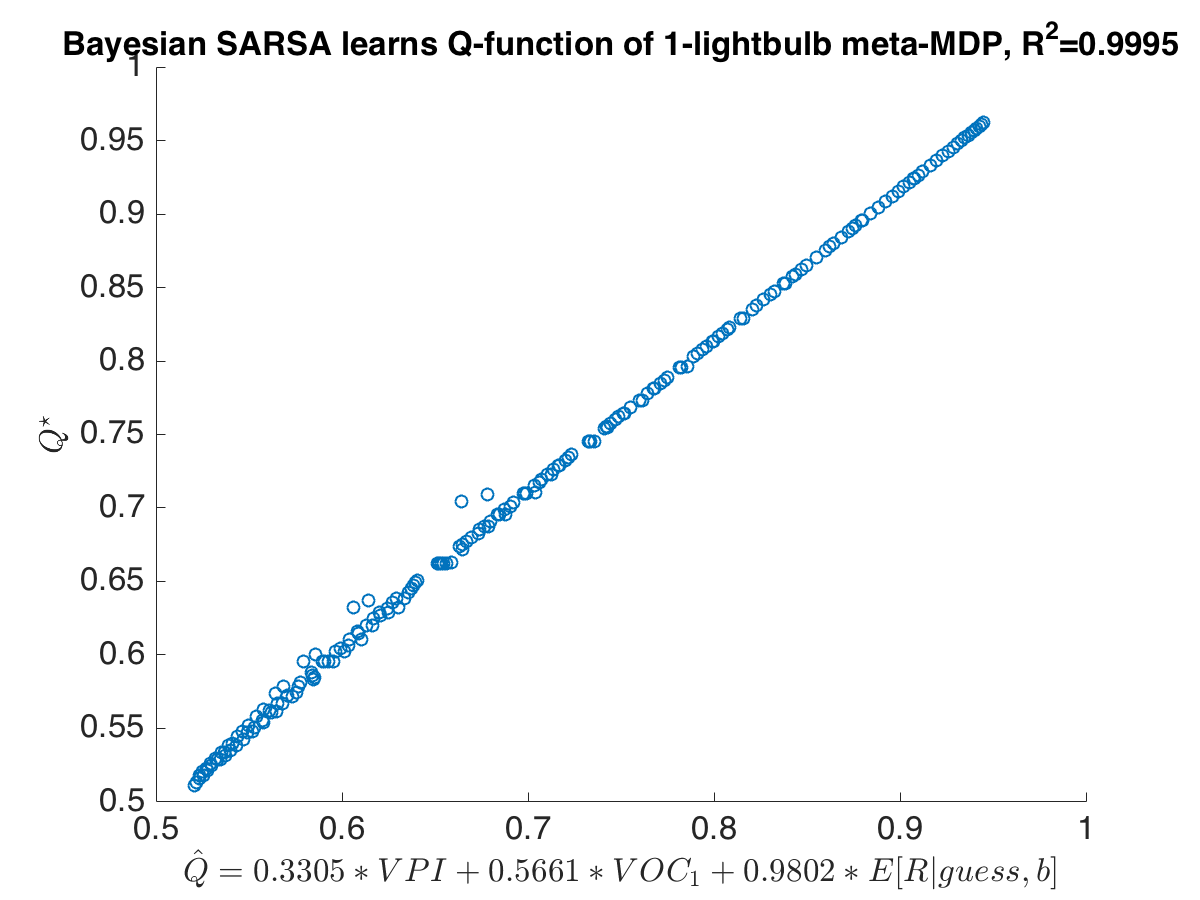 Bayesian SARSA learns Q-function of 1-lightbulb meta-MDP, R²=0.9995
1
0.95
0.9
0.85
0.8
0.75
0.7
0.65
0.6
0.55
0.5
Q⋆
0.5 0.6 0.7 0.8 0.9 1
Q̂ = 0.3305 ∗ VPI + 0.5661 ∗ VOC₁ + 0.9802 ∗ E[R|guess, b]